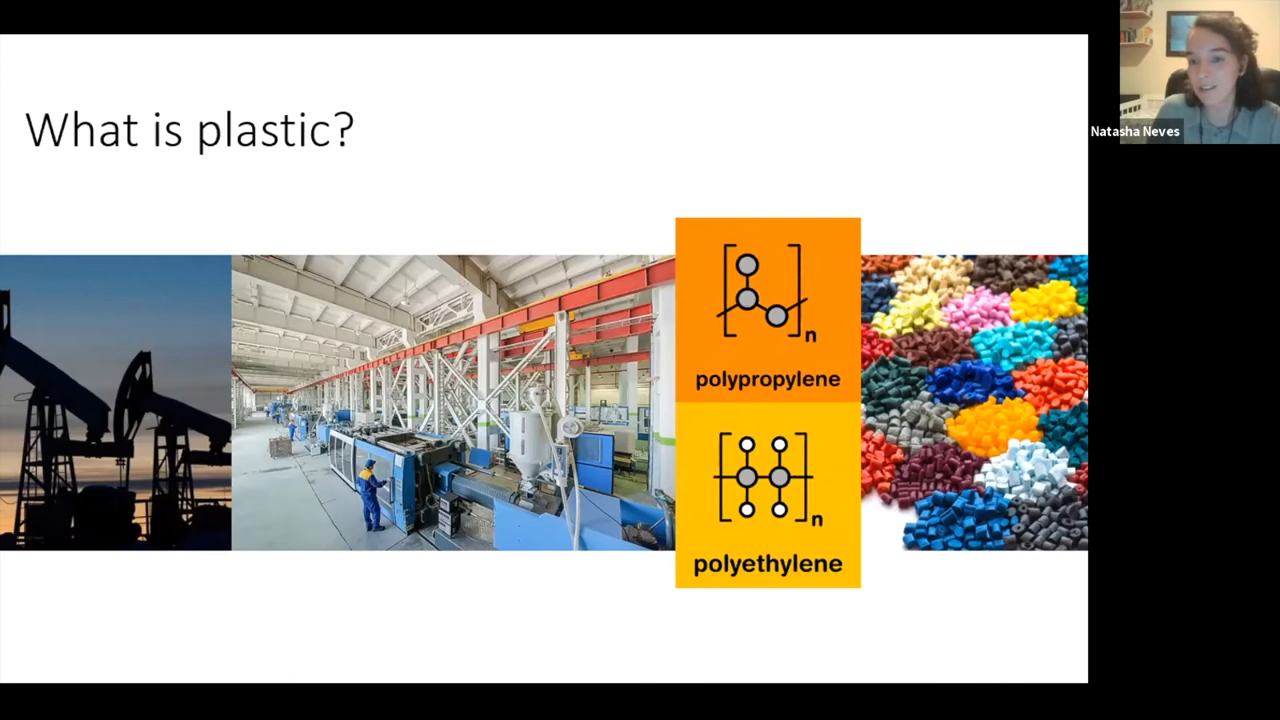 What is plastic?
Natasha Neves
n
polypropylene
n
polyethylene